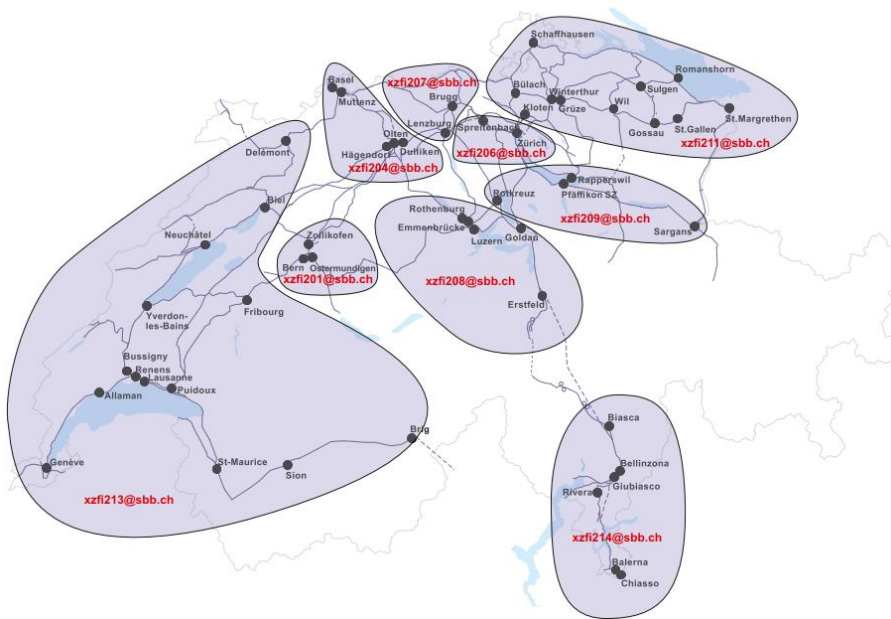 Schaffhausen
Romanshorn
Basel
xzfi207@sbb.ch
Muttenz
Bülach
Winterthur
Sulgen
Brugg
Kloten
Grüze
Wil
St.Margrethen
Lenzburg
Spreitenbach
Gossau
St.Gallen
Olten
Zürich
xzfi211@sbb.ch
Delémont
Dulliken
xzfi206@sbb.ch
Hägendorf
xzfi204@sbb.ch
Rapperswil
Rotkreuz
Pfäffikon SZ
Biel
Rothenburg
xzfi209@sbb.ch
Zollikofen
Emmenbrücke
Neuchâtel
Luzern
Goldau
Sargans
Bern
Ostermundigen
xzfi201@sbb.ch
xzfi208@sbb.ch
Erstfeld
Fribourg
Yverdon-
les-Bains
Bussigny
Renens
Lausanne
Puidoux
Allaman
Biasca
Brig
Genève
St-Maurice
Sion
Bellinzona
Giubiasco
Rivera
xzfi213@sbb.ch
xzfi214@sbb.ch
Balerna
Chiasso